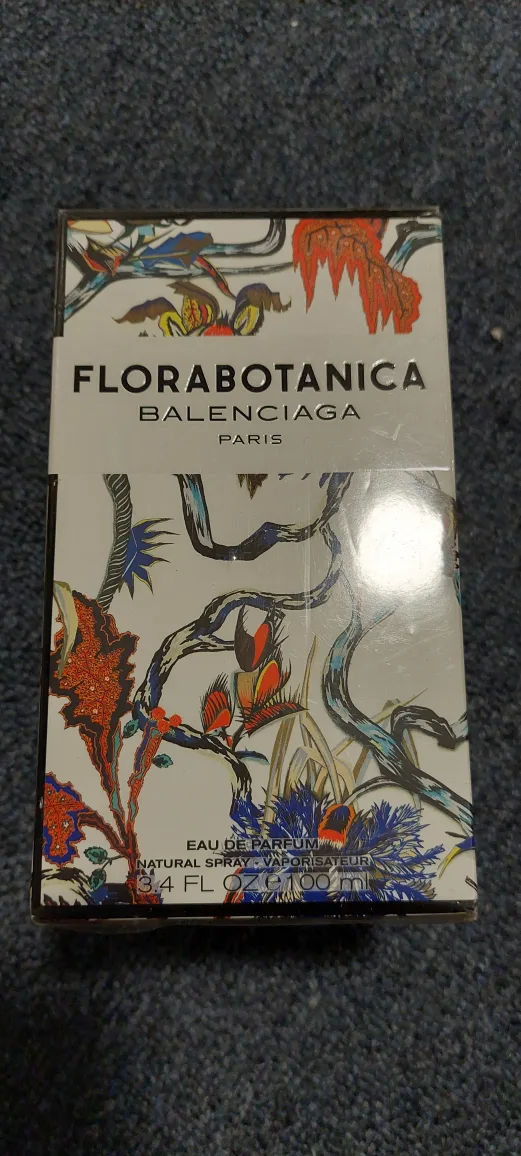 FLORABOTANICA
BALENCIAGA
PARIS
EAU DE PARFUM
NATURAL SPRAY - VAPORISATEUR
3.4 FL OZ ℮ 100 ml